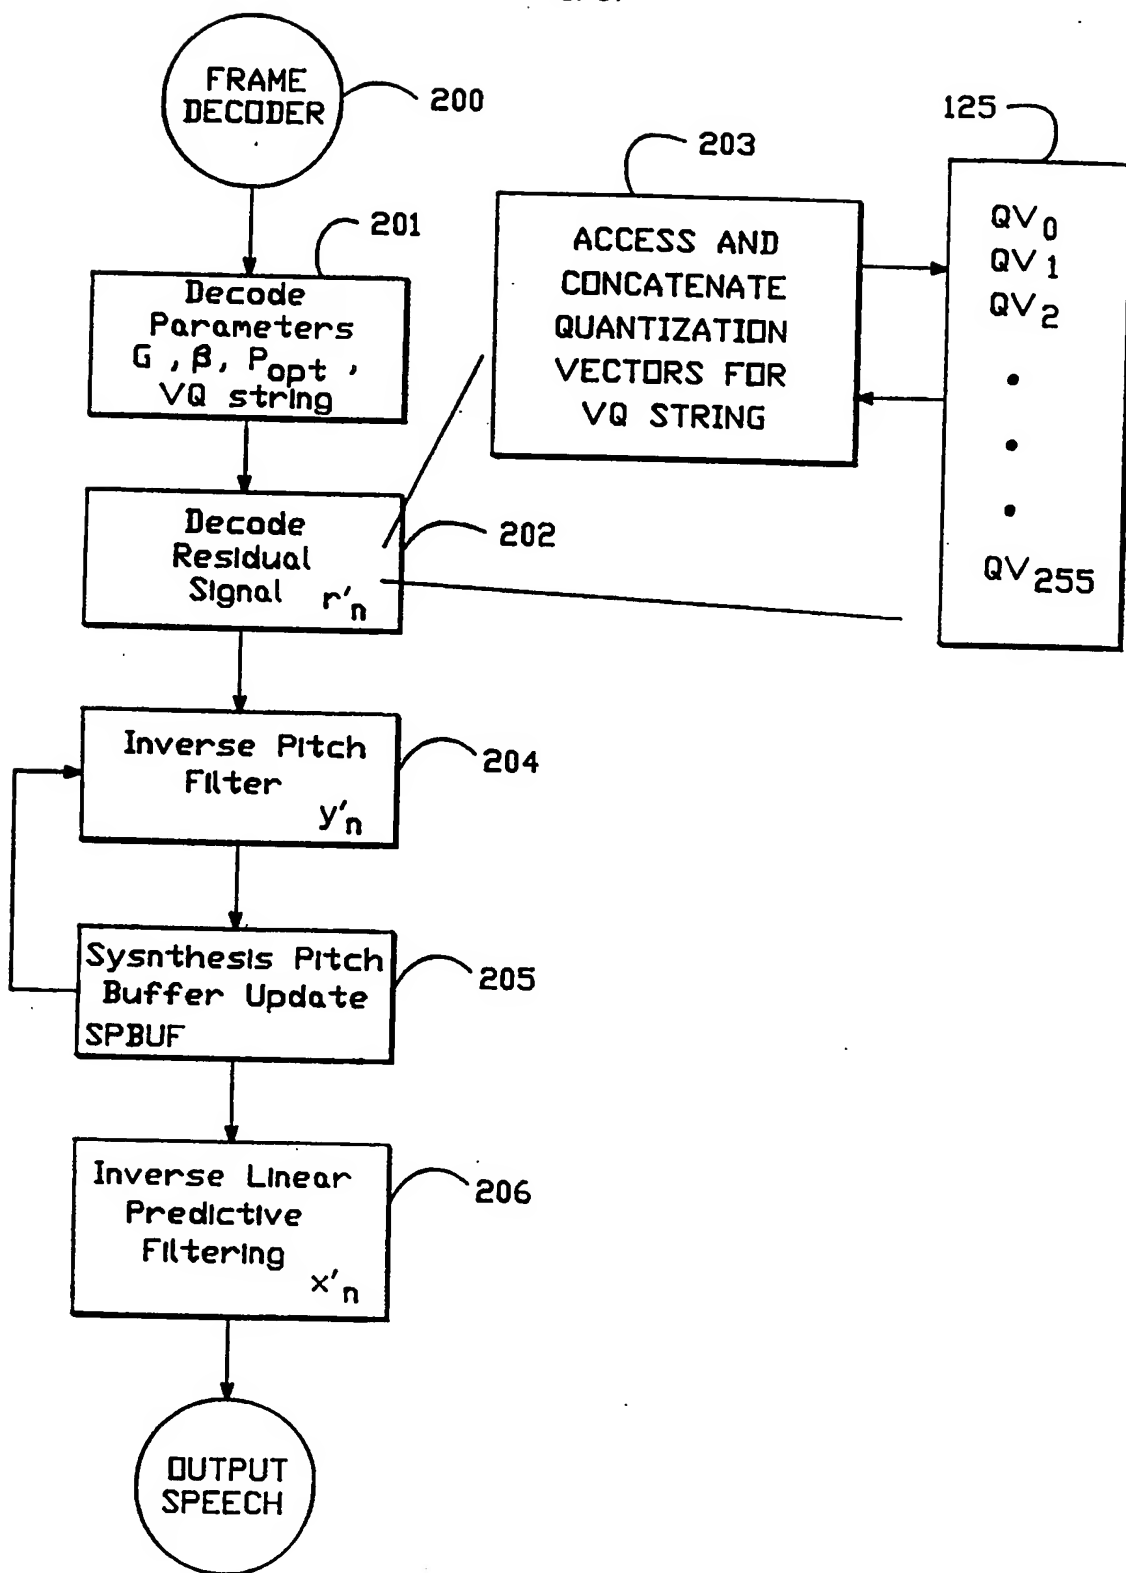 FRAME
DECODER
200
201
Decode
Parameters
G , β, Popt ,
VQ string
203
ACCESS AND
CONCATENATE
QUANTIZATION
VECTORS FOR
VQ STRING
125
QV0
QV1
QV2
QV255
Decode
Residual
Signal r'n
202
Inverse Pitch
Filter
y'n
204
Sysnthesis Pitch
Buffer Update
SPBUF
205
Inverse Linear
Predictive
Filtering
x'n
206
OUTPUT
SPEECH